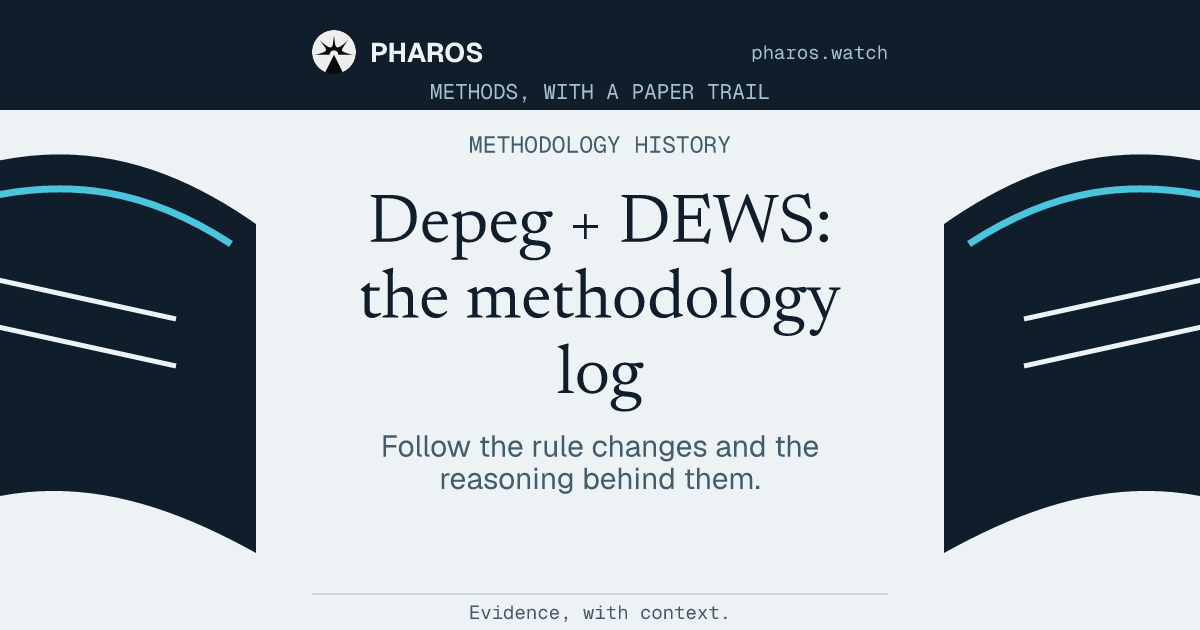 PHAROS
pharos.watch
METHODS, WITH A PAPER TRAIL
METHODOLOGY HISTORY
Depeg + DEWS:
the methodology
log
Follow the rule changes and the
reasoning behind them.
Evidence, with context.